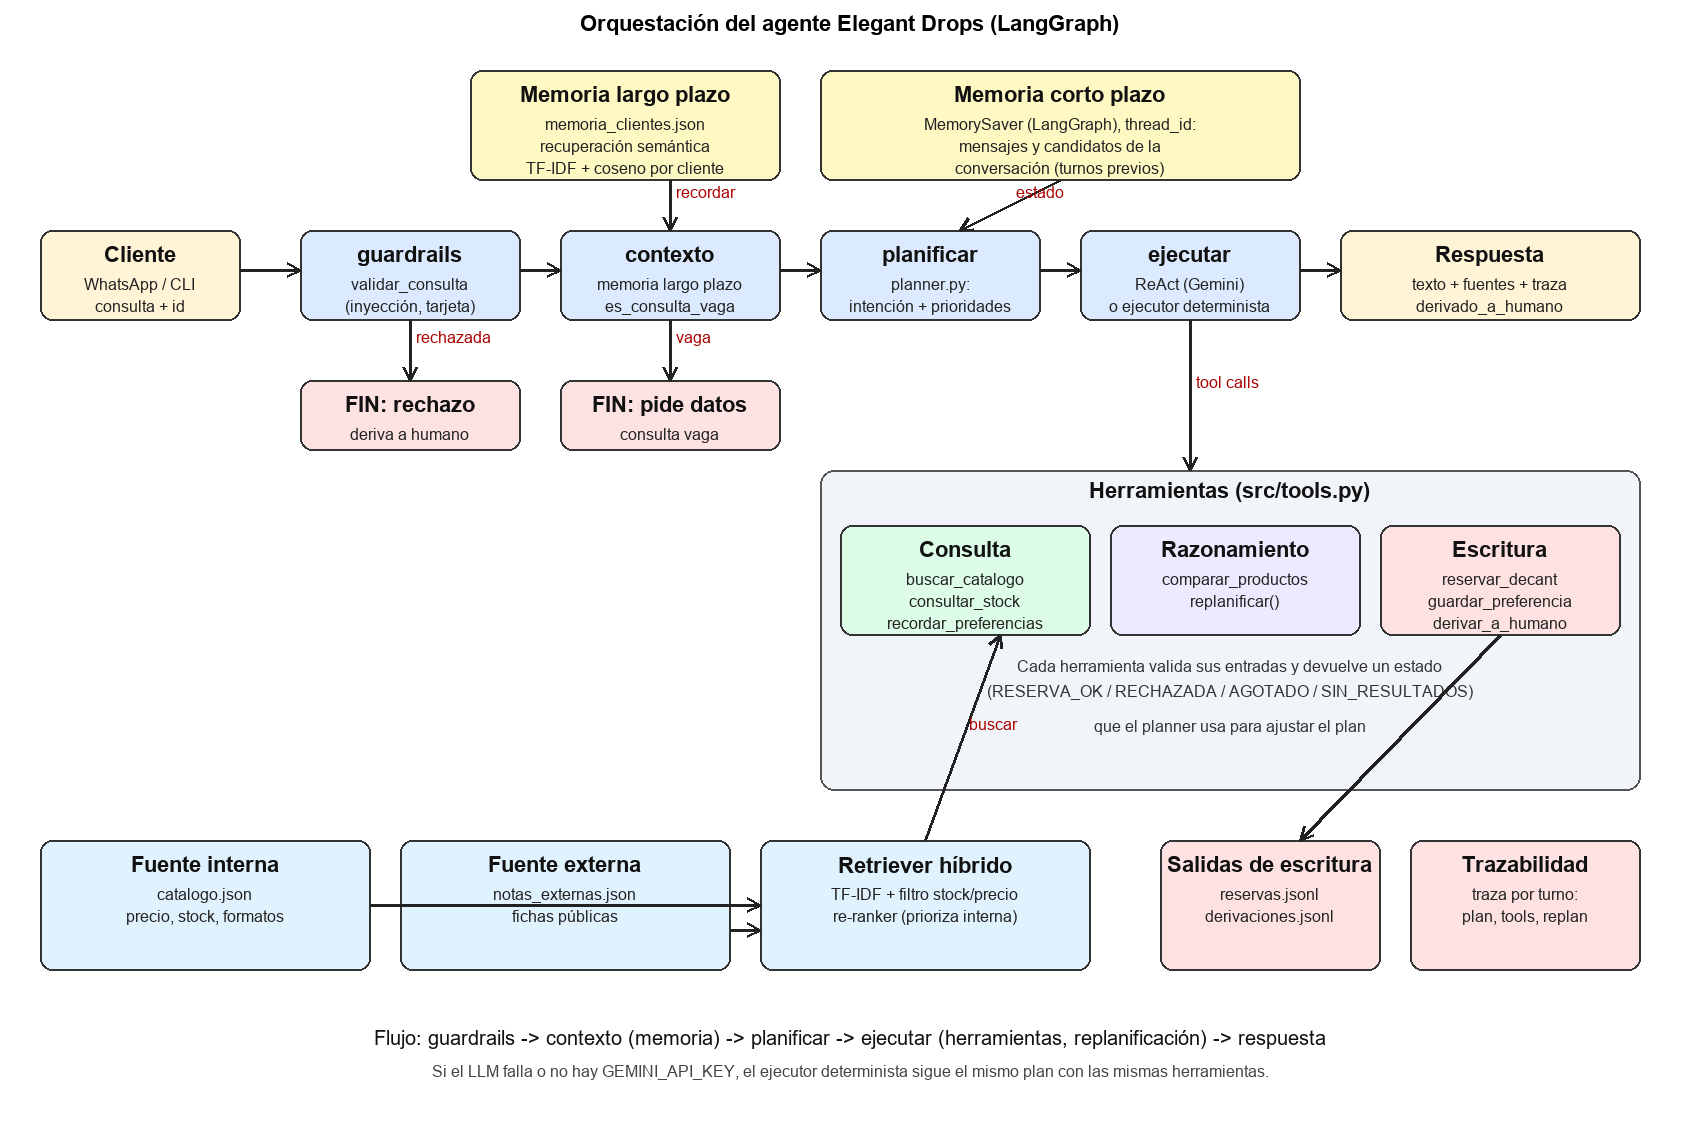 Orquestación del agente Elegant Drops (LangGraph)
Memoria largo plazo
memoria_clientes.json
recuperación semántica
TF-IDF + coseno por cliente
Memoria corto plazo
MemorySaver (LangGraph), thread_id:
mensajes y candidatos de la
conversación (turnos previos)
recordar
estado
Cliente
WhatsApp / CLI
consulta + id
guardrails
validar_consulta
(inyección, tarjeta)
contexto
memoria largo plazo
es_consulta_vaga
planificar
planner.py:
intención + prioridades
ejecutar
ReAct (Gemini)
o ejecutor determinista
Respuesta
texto + fuentes + traza
derivado_a_humano
rechazada
vaga
tool calls
FIN: rechazo
deriva a humano
FIN: pide datos
consulta vaga
Herramientas (src/tools.py)
Consulta
buscar_catalogo
consultar_stock
recordar_preferencias
Razonamiento
comparar_productos
replanificar()
Escritura
reservar_decant
guardar_preferencia
derivar_a_humano
Cada herramienta valida sus entradas y devuelve un estado
(RESERVA_OK / RECHAZADA / AGOTADO / SIN_RESULTADOS)
que el planner usa para ajustar el plan
buscar
Fuente interna
catalogo.json
precio, stock, formatos
Fuente externa
notas_externas.json
fichas públicas
Retriever híbrido
TF-IDF + filtro stock/precio
re-ranker (prioriza interna)
Salidas de escritura
reservas.jsonl
derivaciones.jsonl
Trazabilidad
traza por turno:
plan, tools, replan
Flujo: guardrails -> contexto (memoria) -> planificar -> ejecutar (herramientas, replanificación) -> respuesta
Si el LLM falla o no hay GEMINI_API_KEY, el ejecutor determinista sigue el mismo plan con las mismas herramientas.